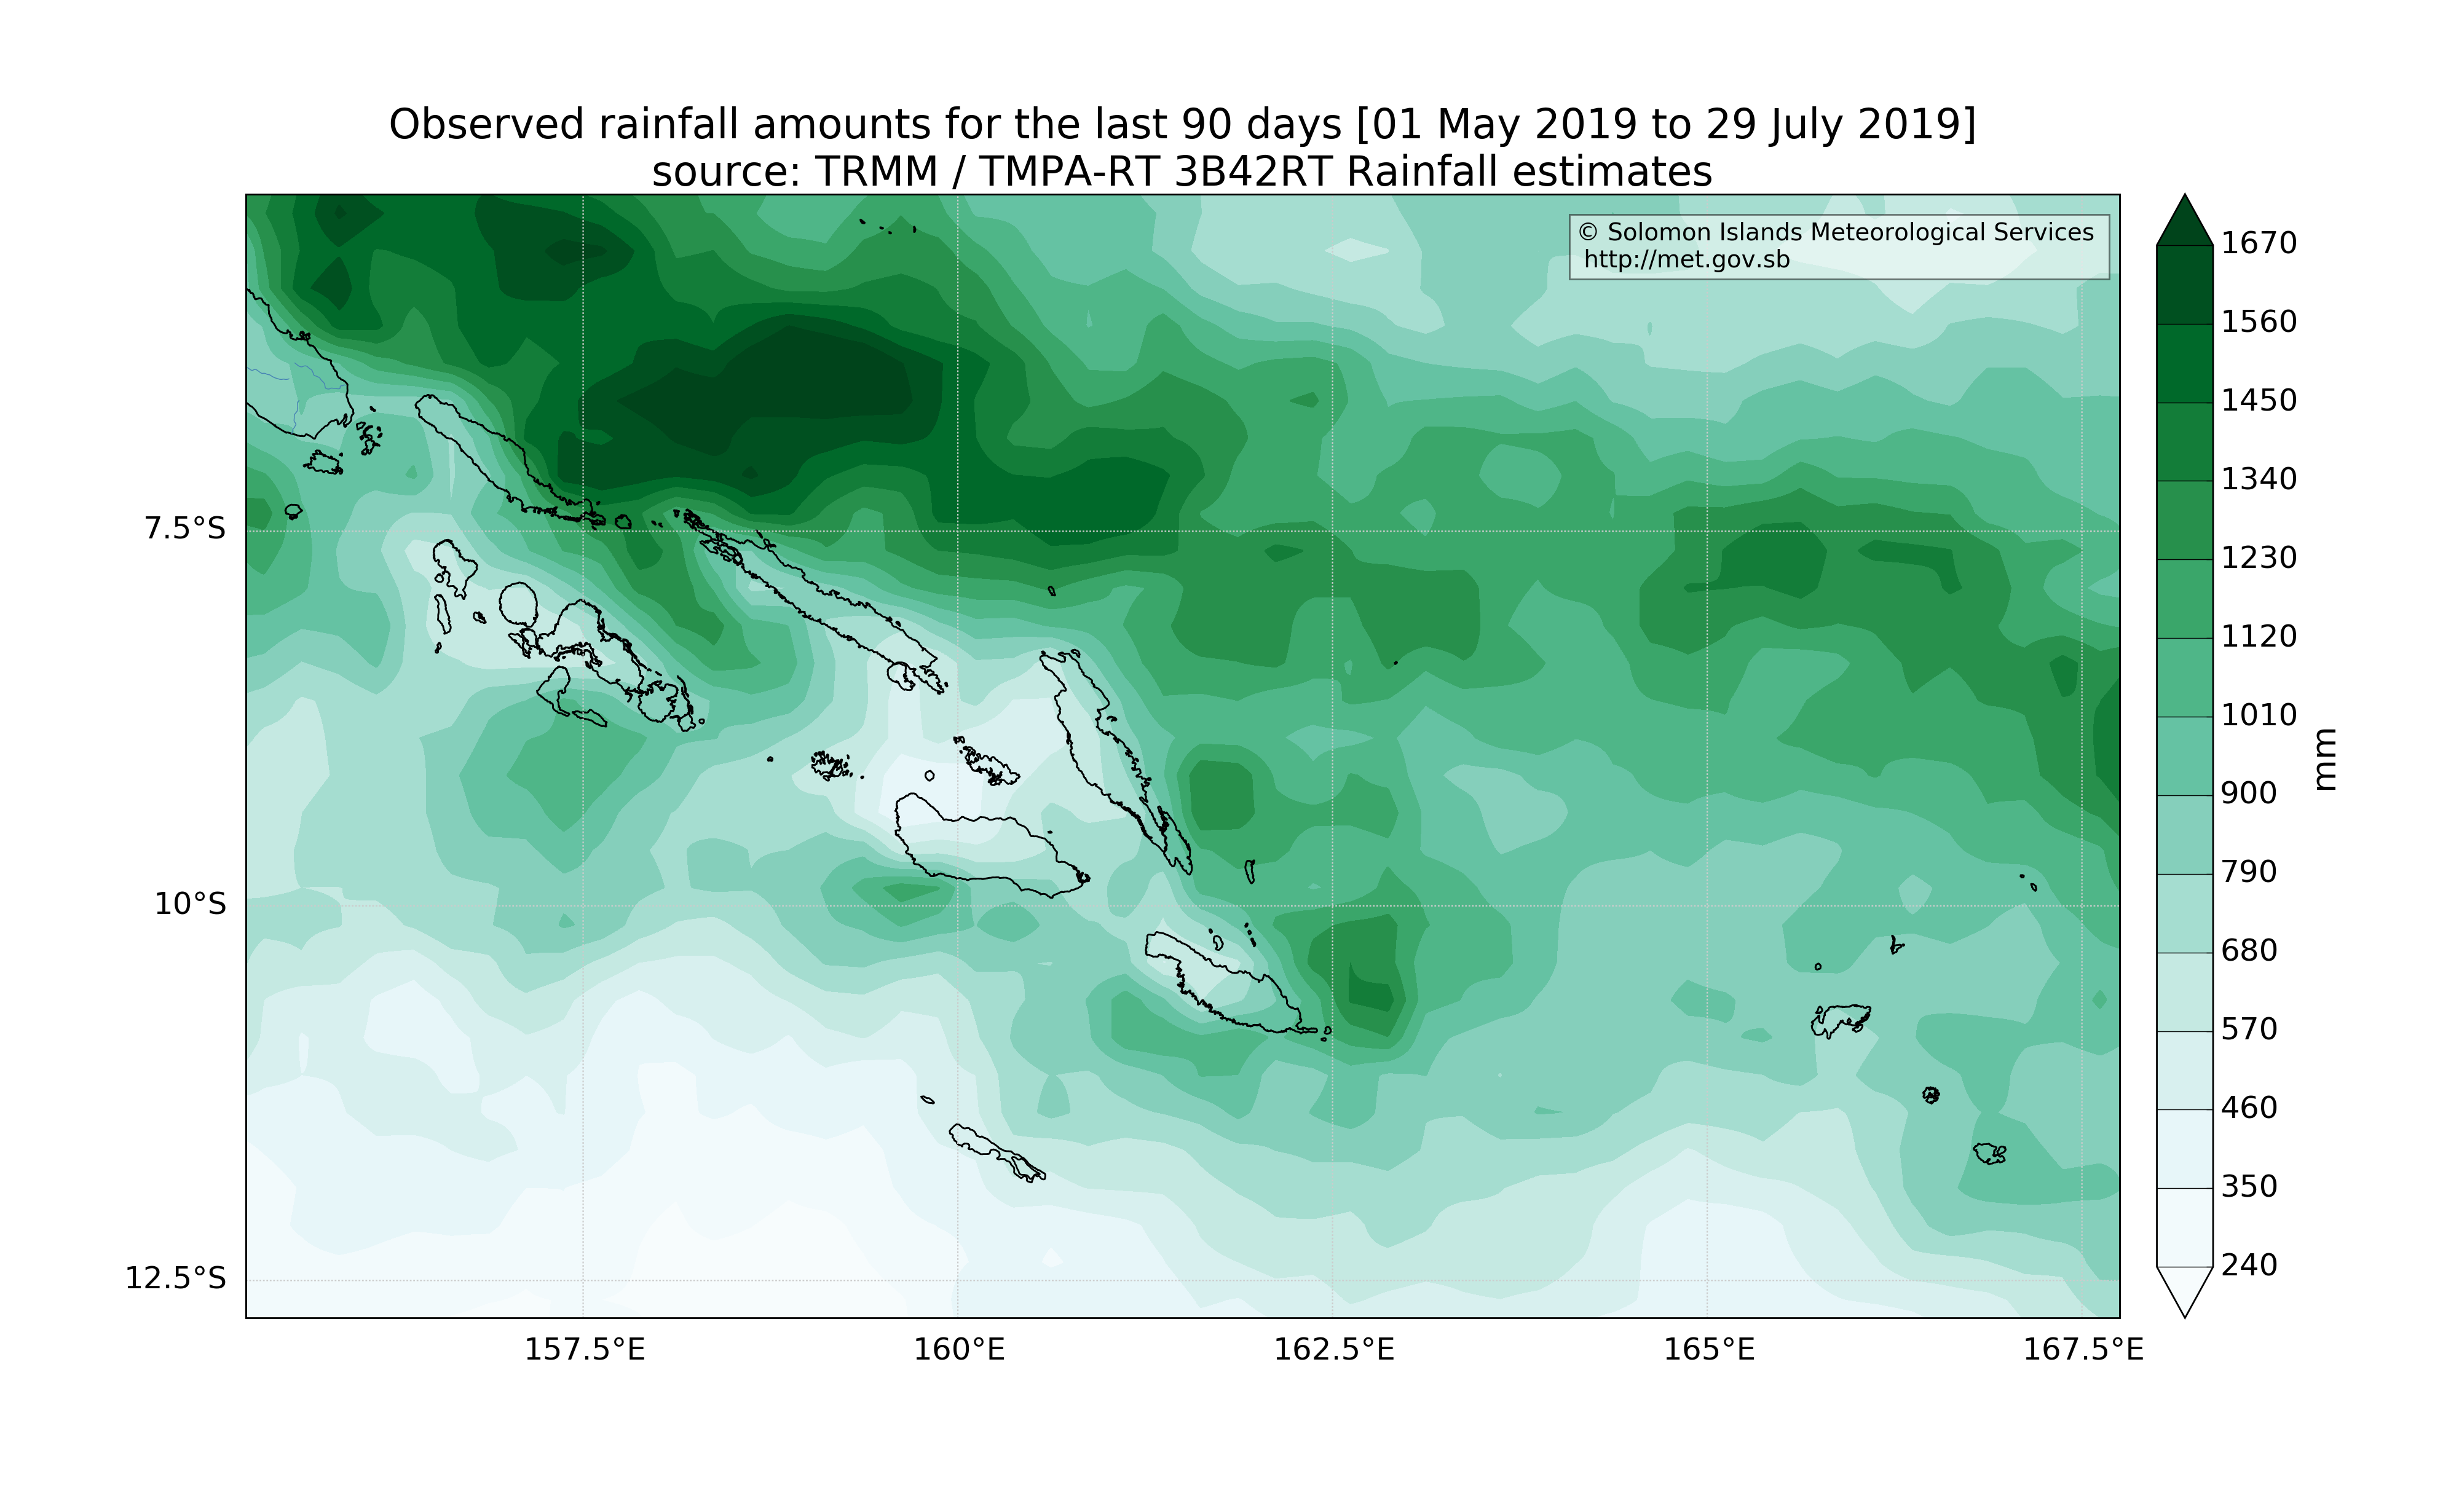 Observed rainfall amounts for the last 90 days [01 May 2019 to 29 July 2019]
source: TRMM / TMPA-RT 3B42RT Rainfall estimates
© Solomon Islands Meteorological Services
http://met.gov.sb
7.5°S
10°S
12.5°S
157.5°E
160°E
162.5°E
165°E
167.5°E
1670
1560
1450
1340
1230
1120
1010
900
790
680
570
460
350
240
mm